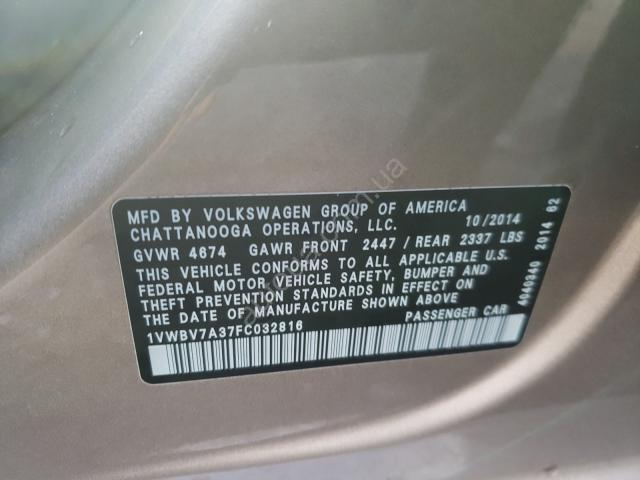 MFD BY VOLKSWAGEN GROUP OF AMERICA
CHATTANOOGA OPERATIONS, LLC. 10/2014
GVWR 4674 GAWR FRONT 2447/REAR 2337 LBS
THIS VEHICLE CONFORMS TO ALL APPLICABLE U.S.
FEDERAL MOTOR VEHICLE SAFETY, BUMPER AND
THEFT PREVENTION STANDARDS IN EFFECT ON
THE DATE OF MANUFACTURE SHOWN ABOVE
1VWBV7A37FC032816 PASSENGER CAR
A040940 2014 62